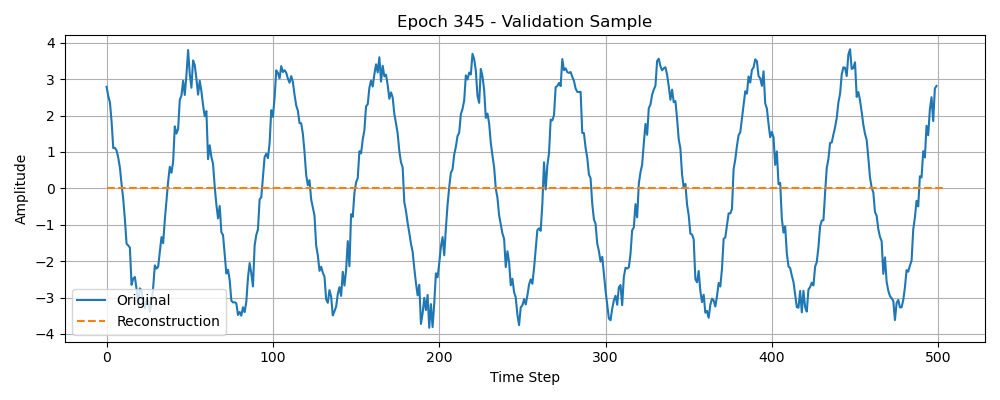 Epoch 345 - Validation Sample
Amplitude
4
3
2
1
0
−1
−2
−3
−4
Original
Reconstruction
0 100 200 300 400 500
Time Step